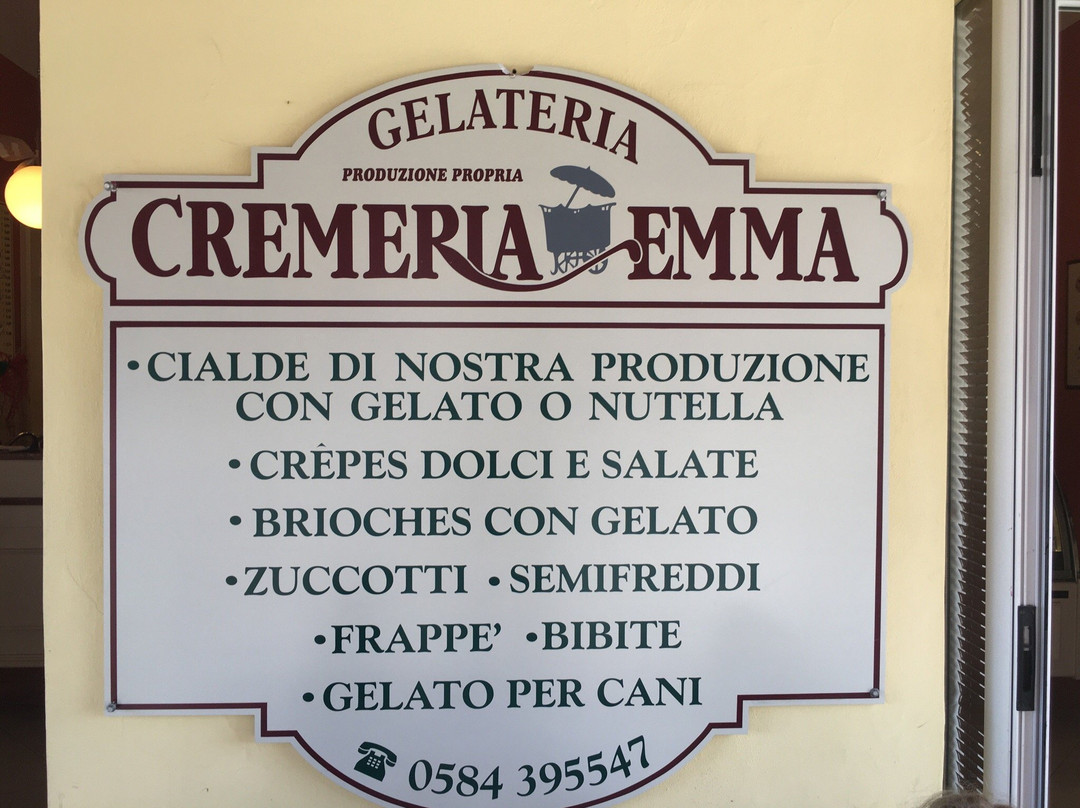 GELATERIA
PRODUZIONE PROPRIA
CREMERIA EMMA
• CIALDE DI NOSTRA PRODUZIONE
CON GELATO O NUTELLA
• CRÊPES DOLCI E SALATE
• BRIOCHES CON GELATO
• ZUCCOTTI • SEMIFREDDI
• FRAPPE' • BIBITE
• GELATO PER CANI
☎ 0584 395547